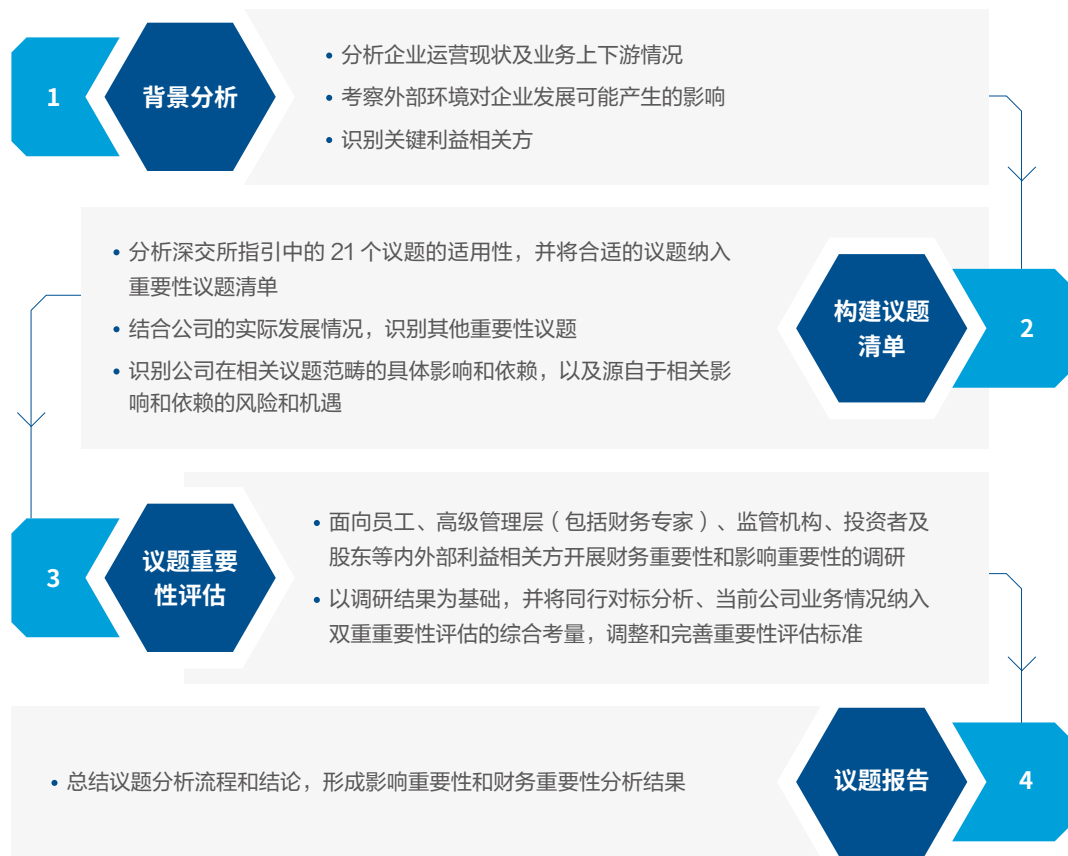 1
背景分析
• 分析企业运营现状及业务上下游情况
• 考察外部环境对企业发展可能产生的影响
• 识别关键利益相关方
• 分析深交所指引中的 21 个议题的适用性，并将合适的议题纳入
重要性议题清单
• 结合公司的实际发展情况，识别其他重要性议题
• 识别公司在相关议题范畴的具体影响和依赖，以及源自于相关影
响和依赖的风险和机遇
构建议题
清单
2
3
议题重要
性评估
• 面向员工、高级管理层（包括财务专家）、监管机构、投资者及
股东等内外部利益相关方开展财务重要性和影响重要性的调研
• 以调研结果为基础，并将同行对标分析、当前公司业务情况纳入
双重重要性评估的综合考量，调整和完善重要性评估标准
• 总结议题分析流程和结论，形成影响重要性和财务重要性分析结果
议题报告
4